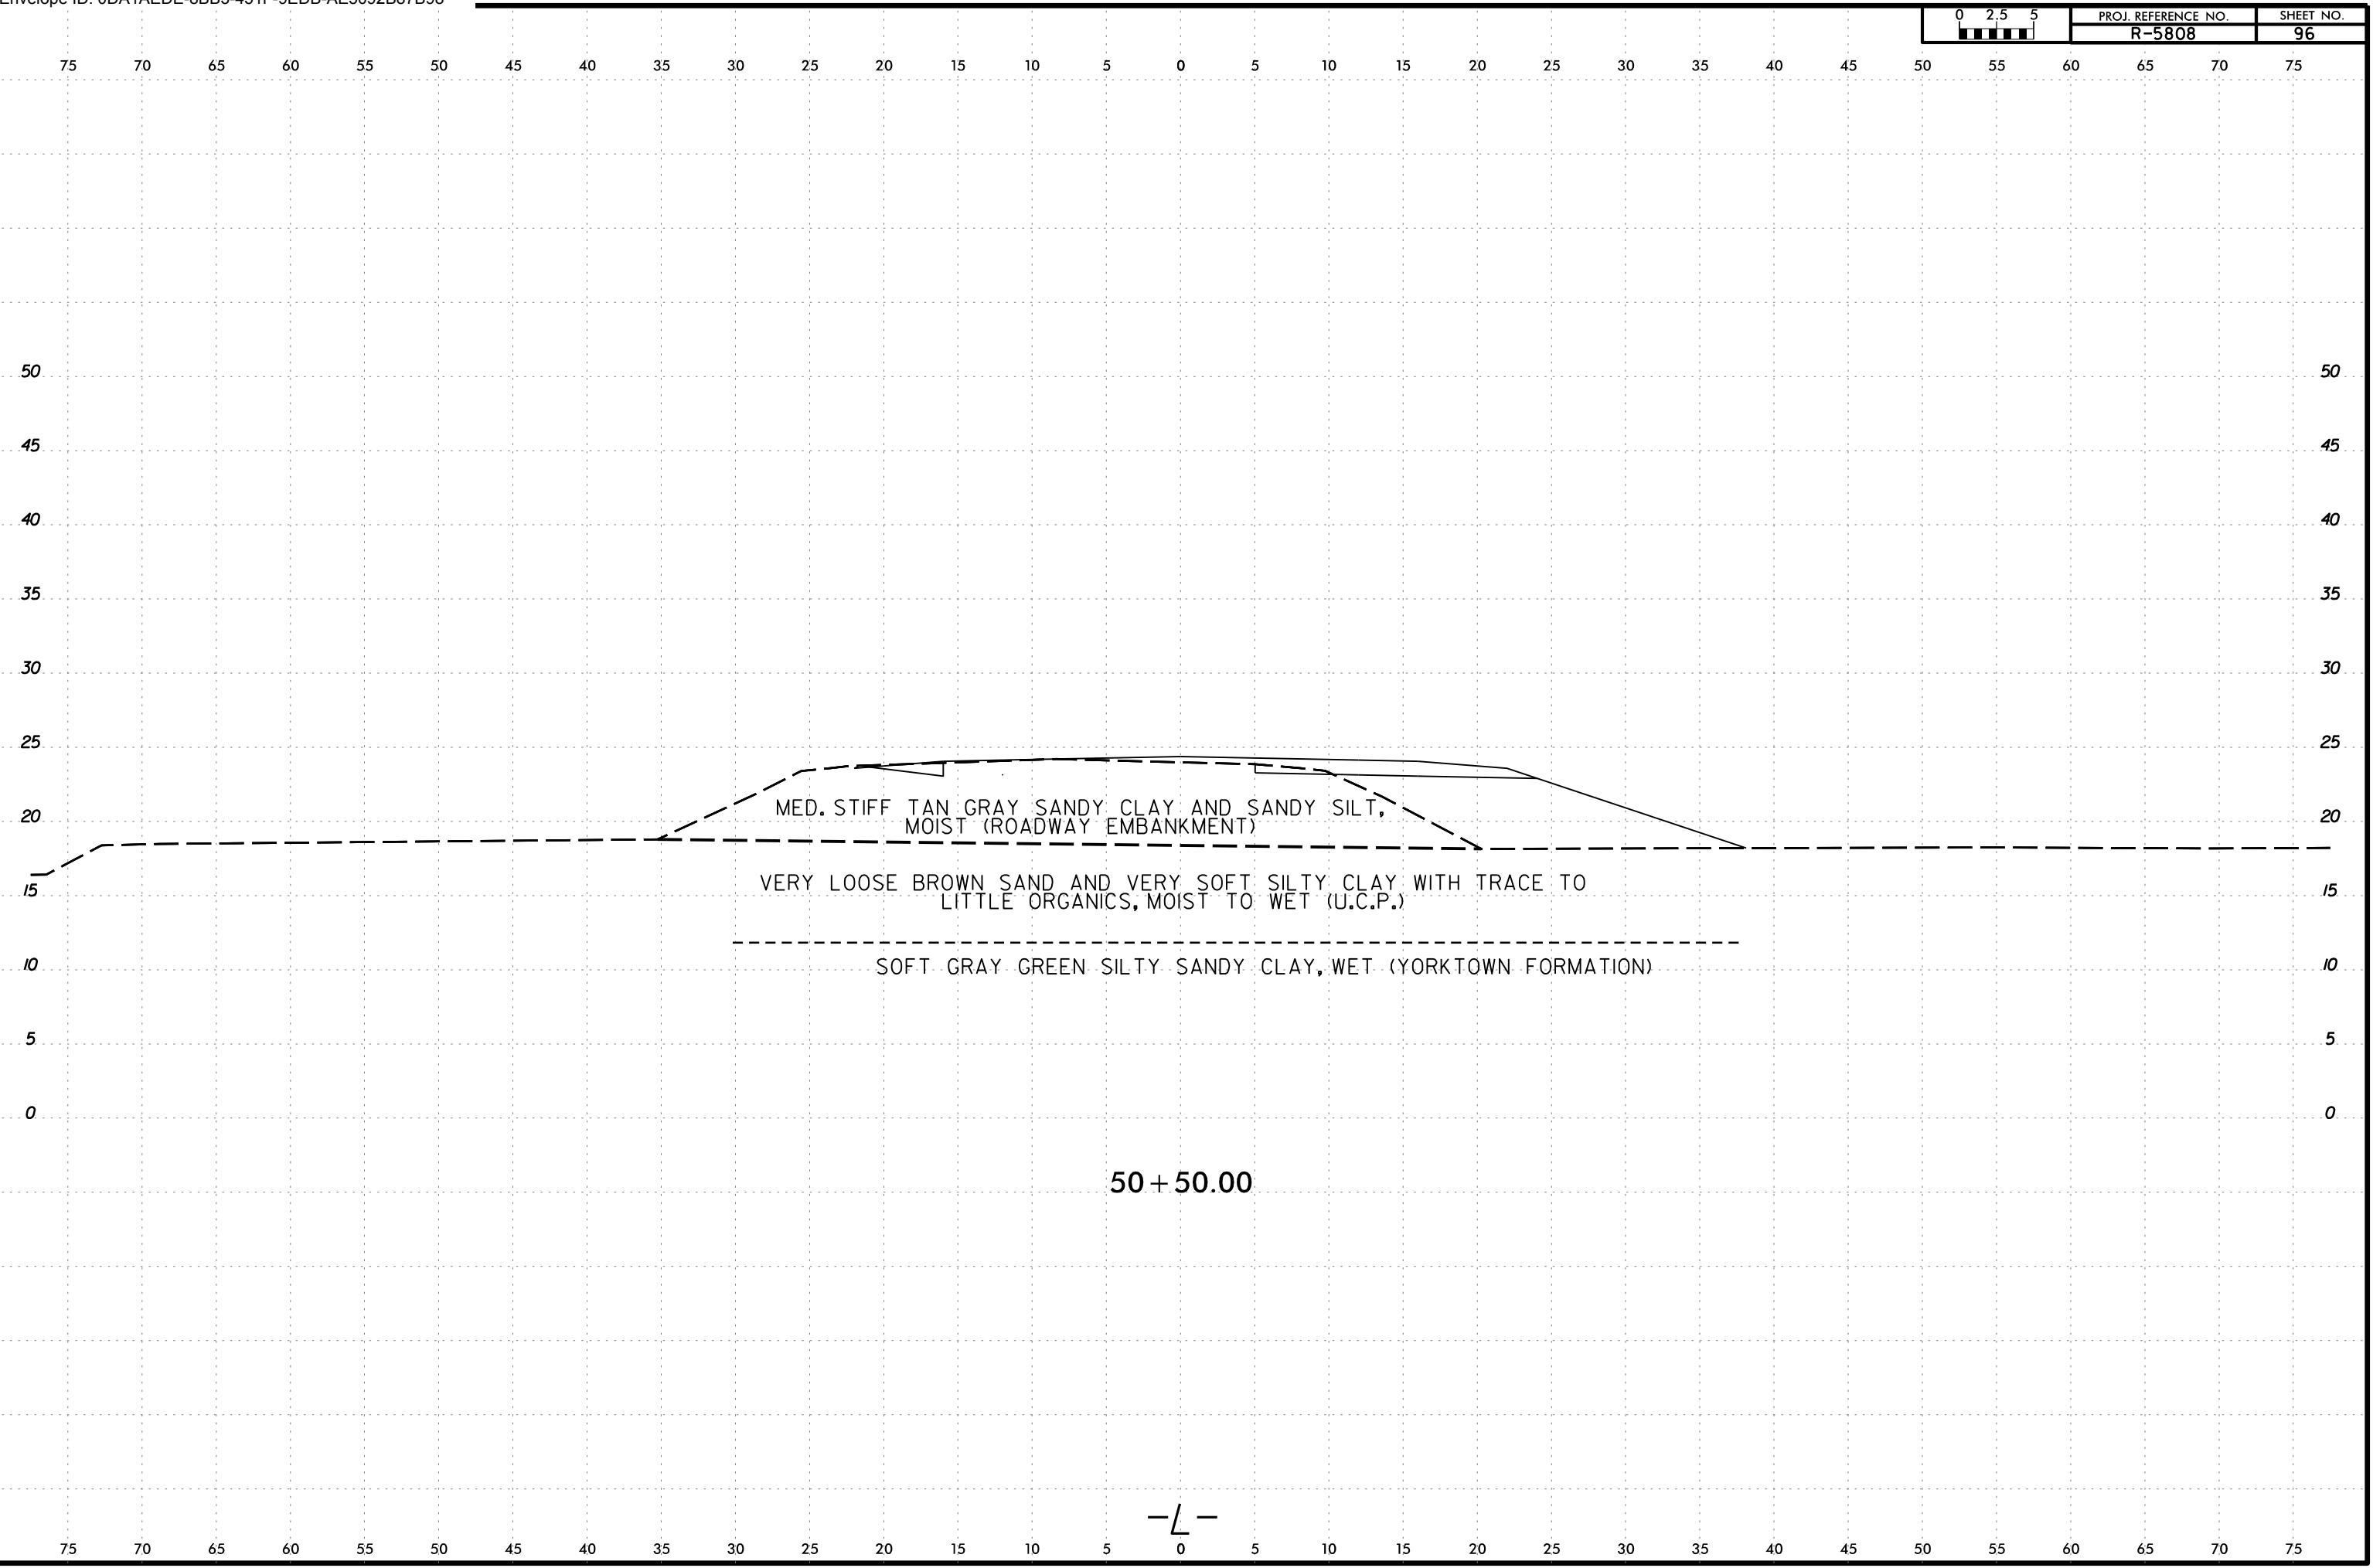 0 2.5 5
PROJ. REFERENCE NO.
SHEET NO.
R-5808
96
75 70 65 60 55 50 45 40 35 30 25 20 15 10 5 0 5 10 15 20 25 30 35 40 45 50 55 60 65 70 75
50 50
45 45
40 40
35 35
30 30
25 25
20 20
MED. STIFF TAN GRAY SANDY CLAY AND SANDY SILT,
MOIST (ROADWAY EMBANKMENT)
15 15
VERY LOOSE BROWN SAND AND VERY SOFT SILTY CLAY WITH TRACE TO
LITTLE ORGANICS, MOIST TO WET (U.C.P.)
10 10
SOFT GRAY GREEN SILTY SANDY CLAY, WET (YORKTOWN FORMATION)
5 5
0 0
50+50.00
-L-
75 70 65 60 55 50 45 40 35 30 25 20 15 10 5 0 5 10 15 20 25 30 35 40 45 50 55 60 65 70 75